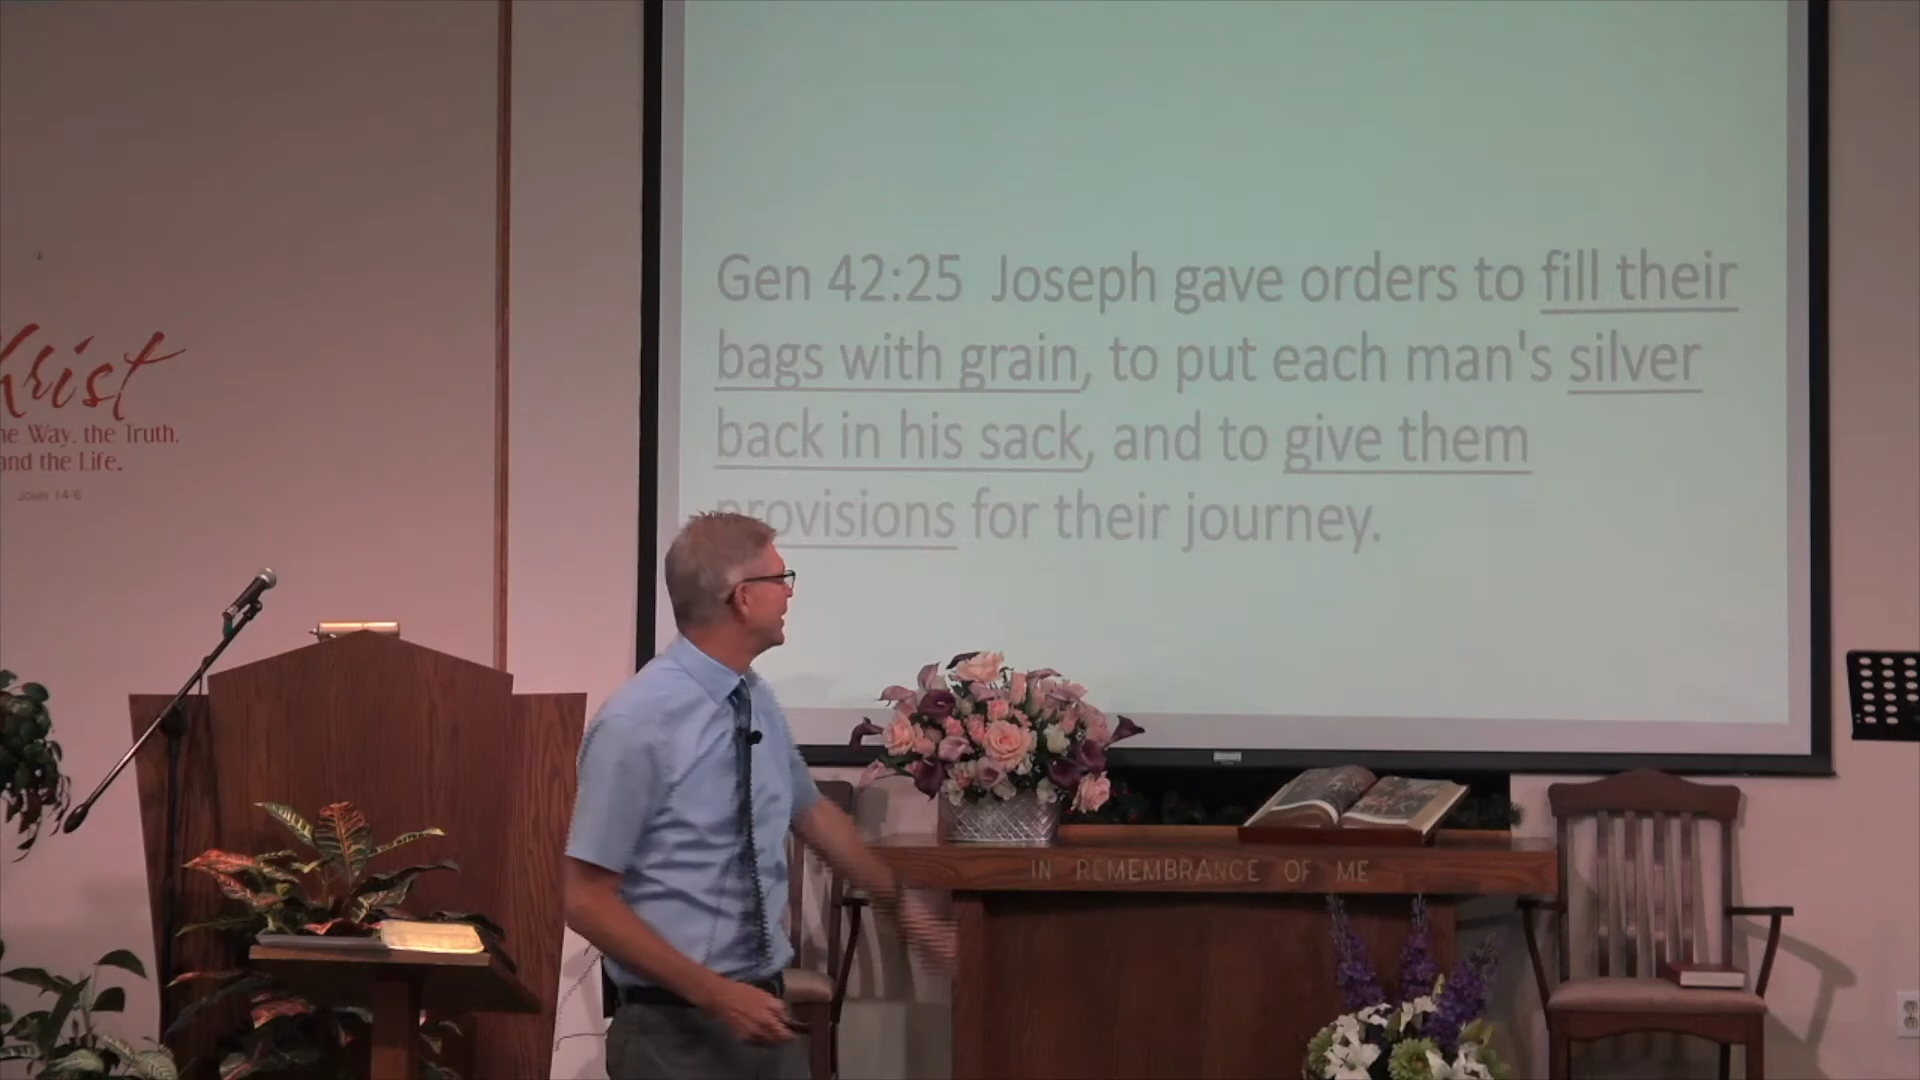 Gen 42:25 Joseph gave orders to fill their
bags with grain, to put each man's silver
back in his sack, and to give them
provisions for their journey.
the Way, the Truth,
and the Life.
JOHN 14:6
IN REMEMBRANCE OF ME